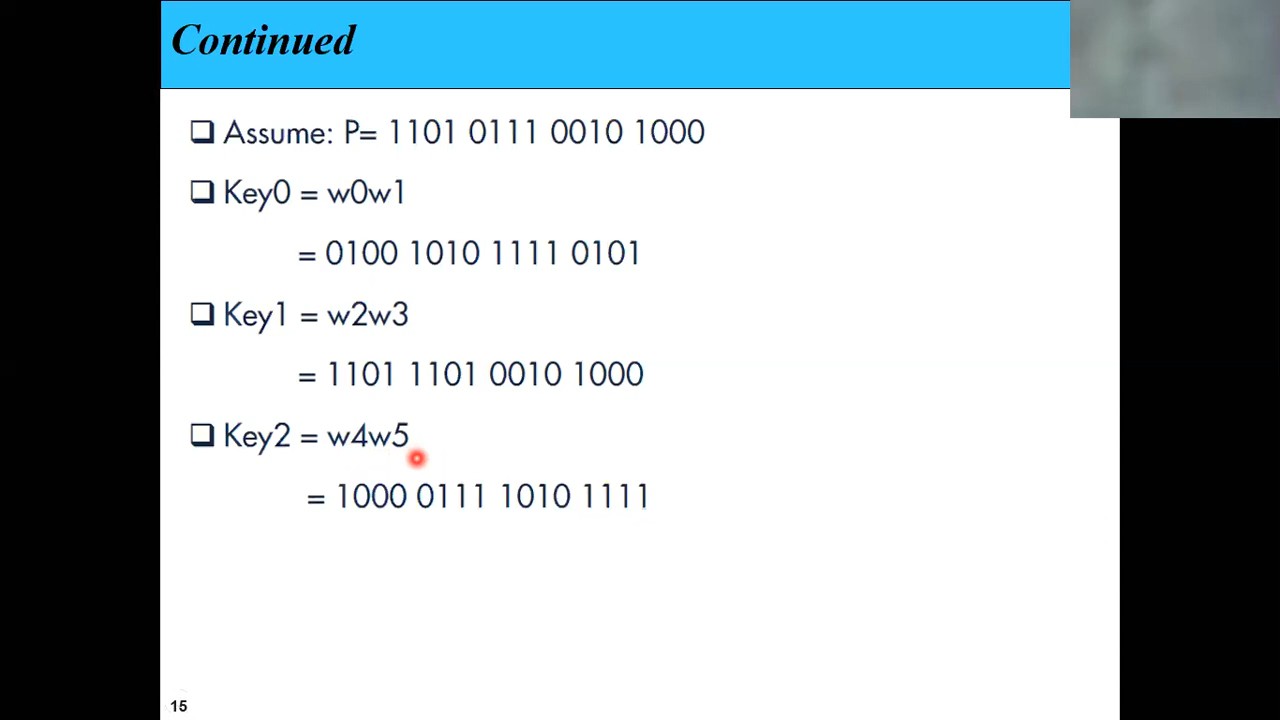 Continued
Assume: P= 1101 0111 0010 1000
Key0 = w0w1
= 0100 1010 1111 0101
Key1 = w2w3
= 1101 1101 0010 1000
Key2 = w4w5
= 1000 0111 1010 1111
15